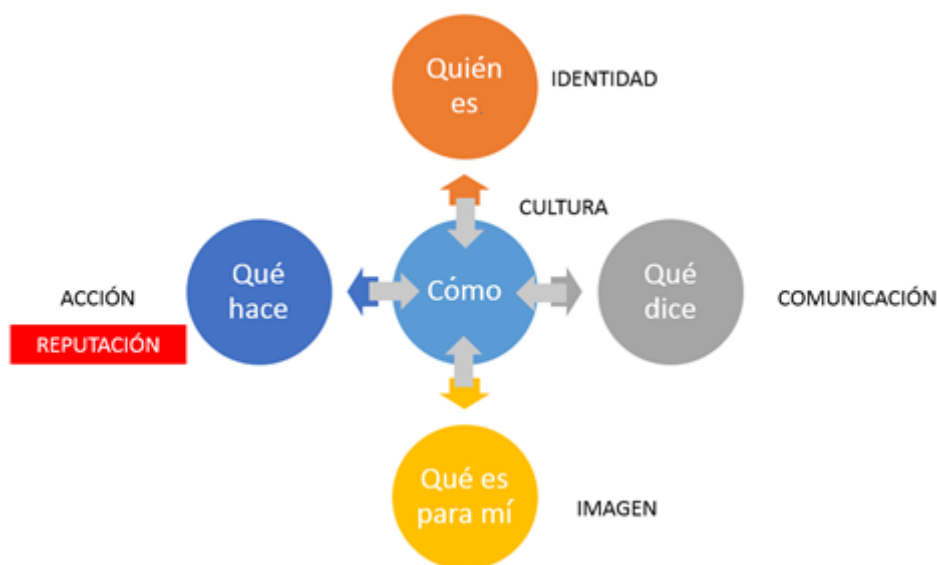 Quién
es
IDENTIDAD
CULTURA
Qué
hace
Cómo
Qué
dice
ACCIÓN
COMUNICACIÓN
REPUTACIÓN
Qué es
para mí
IMAGEN